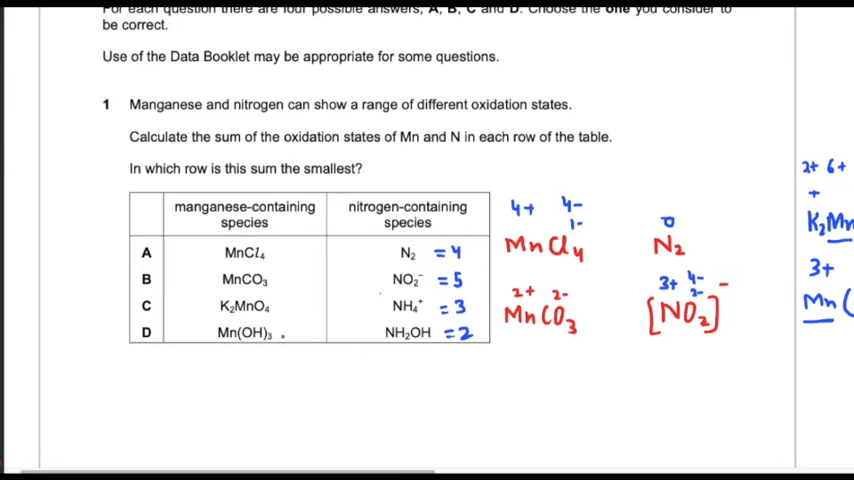 For each question there are four possible answers, A, B, C and D. Choose the one you consider to
be correct.
Use of the Data Booklet may be appropriate for some questions.
1 Manganese and nitrogen can show a range of different oxidation states.
Calculate the sum of the oxidation states of Mn and N in each row of the table.
In which row is this sum the smallest?
manganese-containing species nitrogen-containing species
A MnCl₄ N₂ = 4
B MnCO₃ NO₂⁻ = 5
C K₂MnO₄ NH₄⁺ = 3
D Mn(OH)₃ NH₂OH = 2
4+ 4-
1-
MnCl₄
0
N₂
2+ 2-
MnCO₃
3+ 4-
2-
[NO₂]⁻
2+ 6+
+
K₂Mn
3+
Mn(